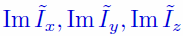 Im Ĩ_x, Im Ĩ_y, Im Ĩ_z